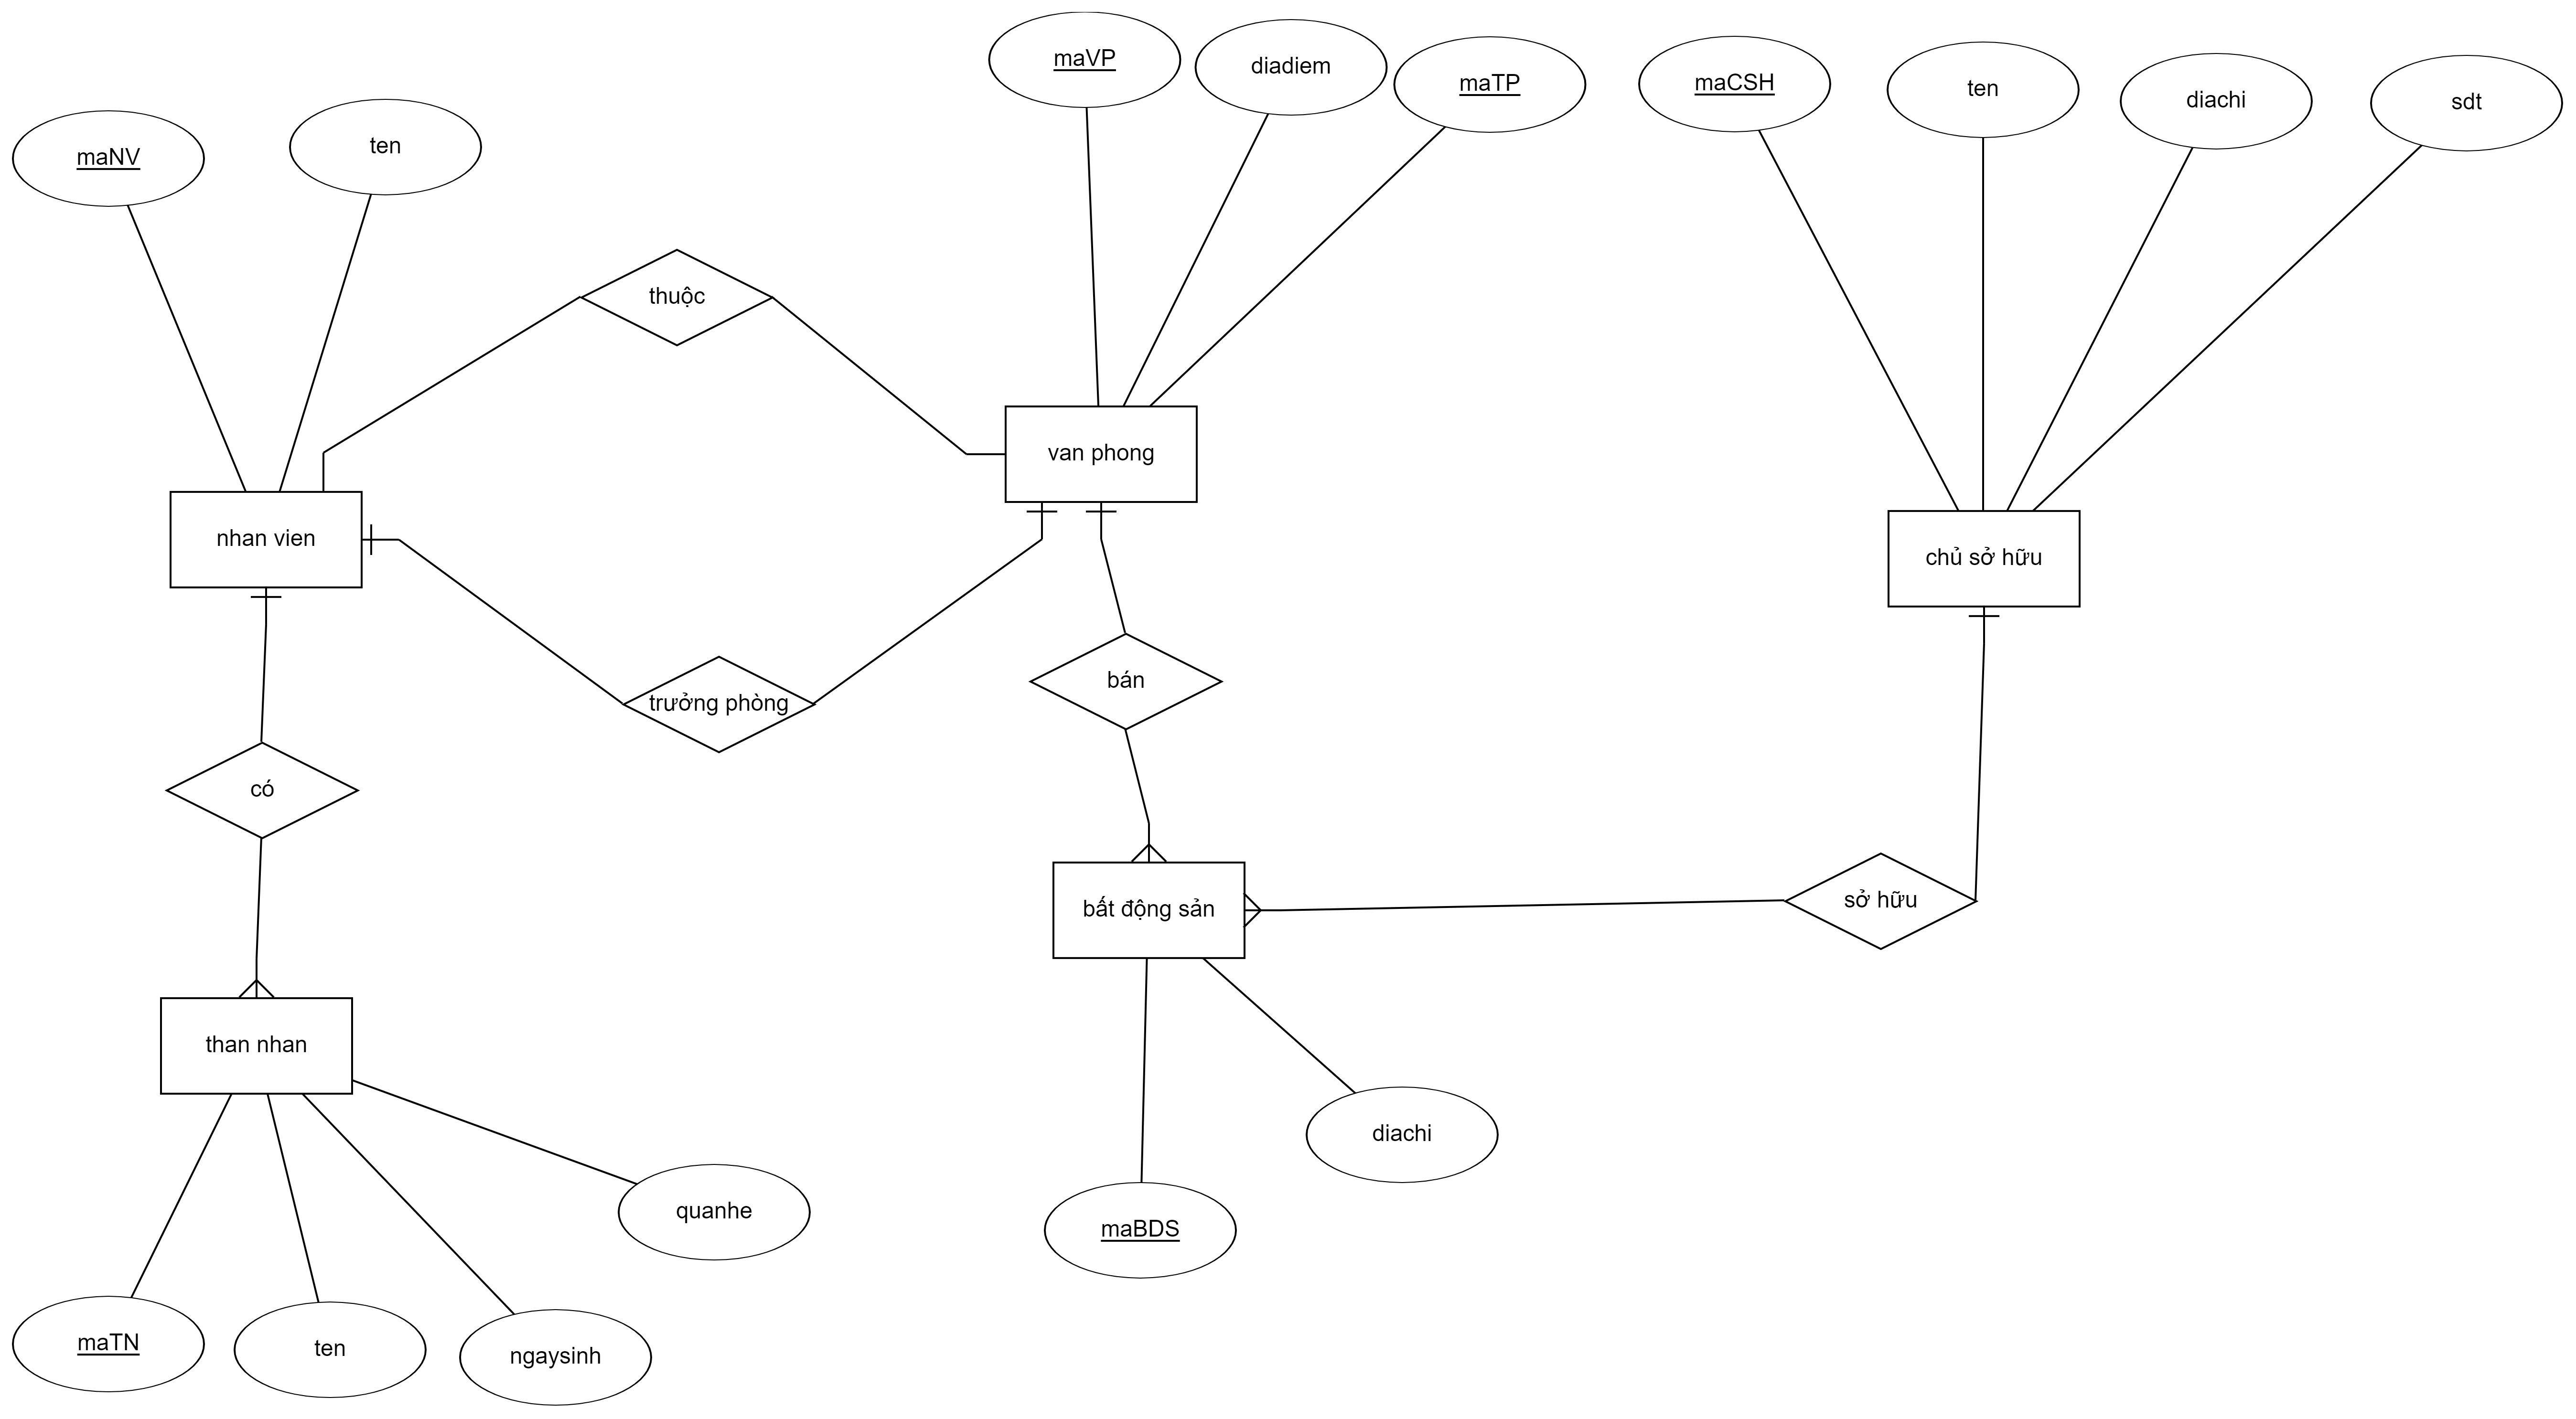 maVP
diadiem
maTP
maCSH
ten
diachi
sdt
maNV
ten
thuộc
van phong
nhan vien
chủ sở hữu
trưởng phòng
bán
có
bất động sản
sở hữu
than nhan
diachi
quanhe
maBDS
maTN
ten
ngaysinh